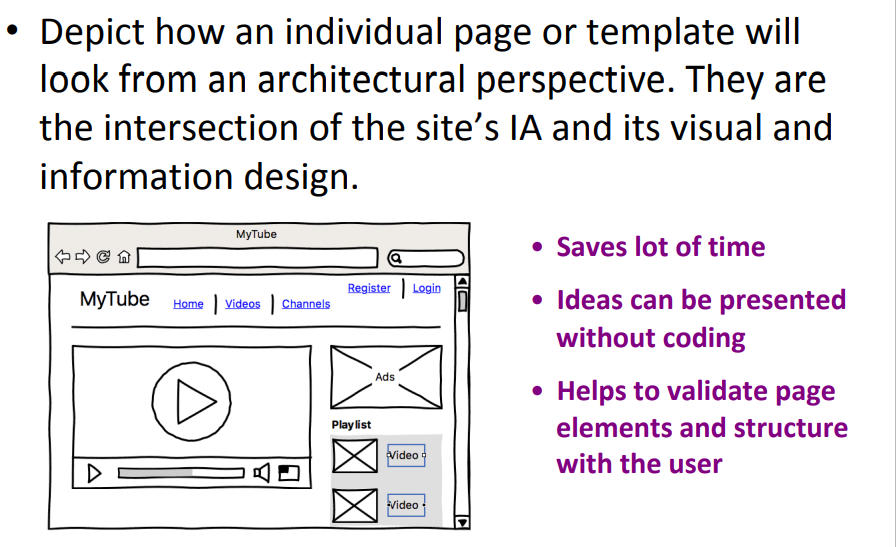 • Depict how an individual page or template will
look from an architectural perspective. They are
the intersection of the site's IA and its visual and
information design.
MyTube
MyTube
Home | Videos | Channels
Register | Login
Ads
Playlist
Video
Video
• Saves lot of time
• Ideas can be presented
without coding
• Helps to validate page
elements and structure
with the user